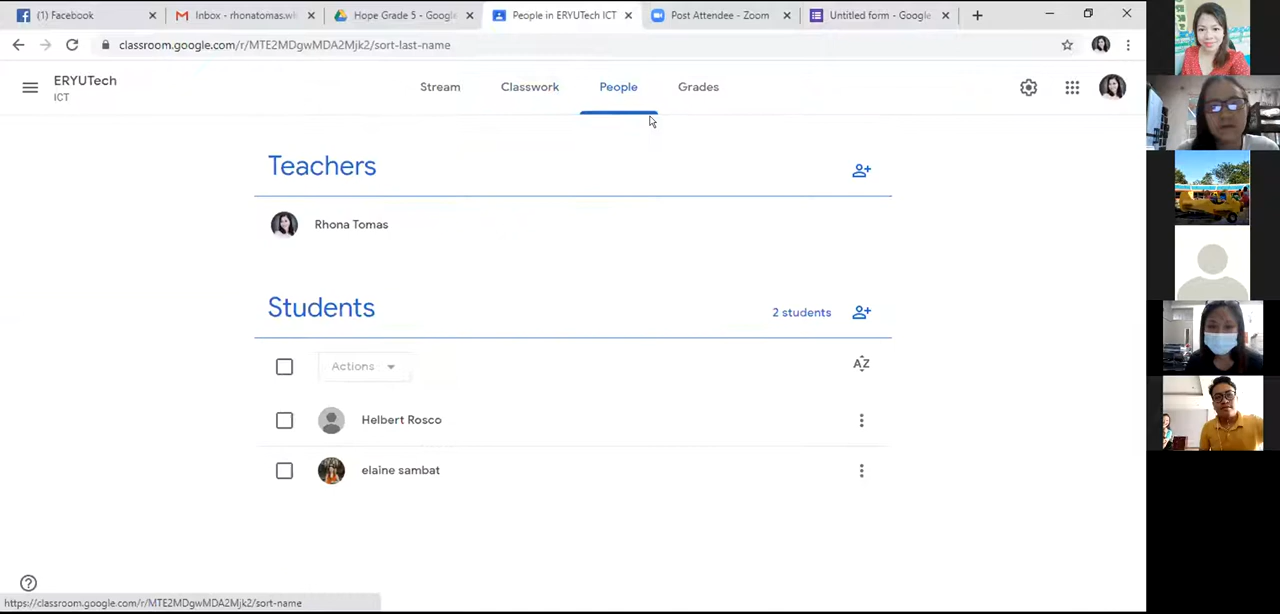 (1) Facebook
Inbox - rhonatomas.wh
Hope Grade 5 - Google
People in ERYUTech ICT
Post Attendee - Zoom
Untitled form - Google
classroom.google.com/r/MTE2MDgwMDA2Mjk2/sort-last-name
ERYUTech
ICT
Stream
Classwork
People
Grades
Teachers
Rhona Tomas
Students
2 students
Actions
AZ
Helbert Rosco
elaine sambat
https://classroom.google.com/r/MTE2MDgwMDA2Mjk2/sort-name